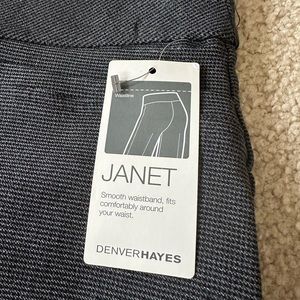 Waistline
JANET
Smooth waistband, fits
comfortably around
your waist.
DENVERHAYES